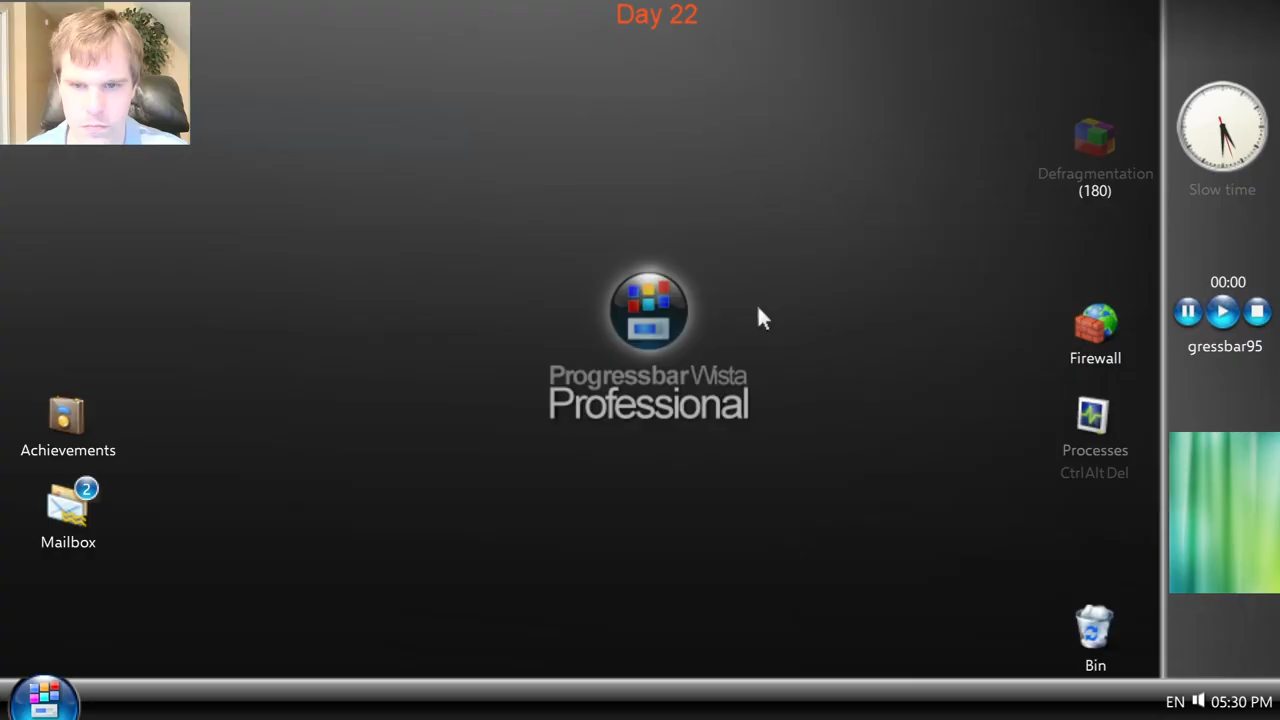 Day 22
Defragmentation
(180)
Slow time
00:00
gressbar95
Firewall
Progressbar Wista
Professional
Achievements
Processes
CtrlAltDel
2
Mailbox
Bin
EN 05:30 PM